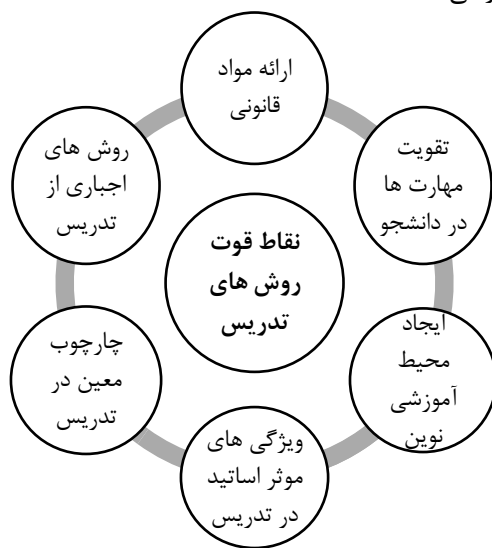 ارائه مواد
قانونی
تقویت
مهارت ها
در دانشجو
ایجاد
محیط
آموزشی
نوین
ویژگی های
موثر اساتید
در تدریس
چارچوب
معین در
تدریس
روش های
اجباری از
تدریس
نقاط قوت
روش های
تدریس